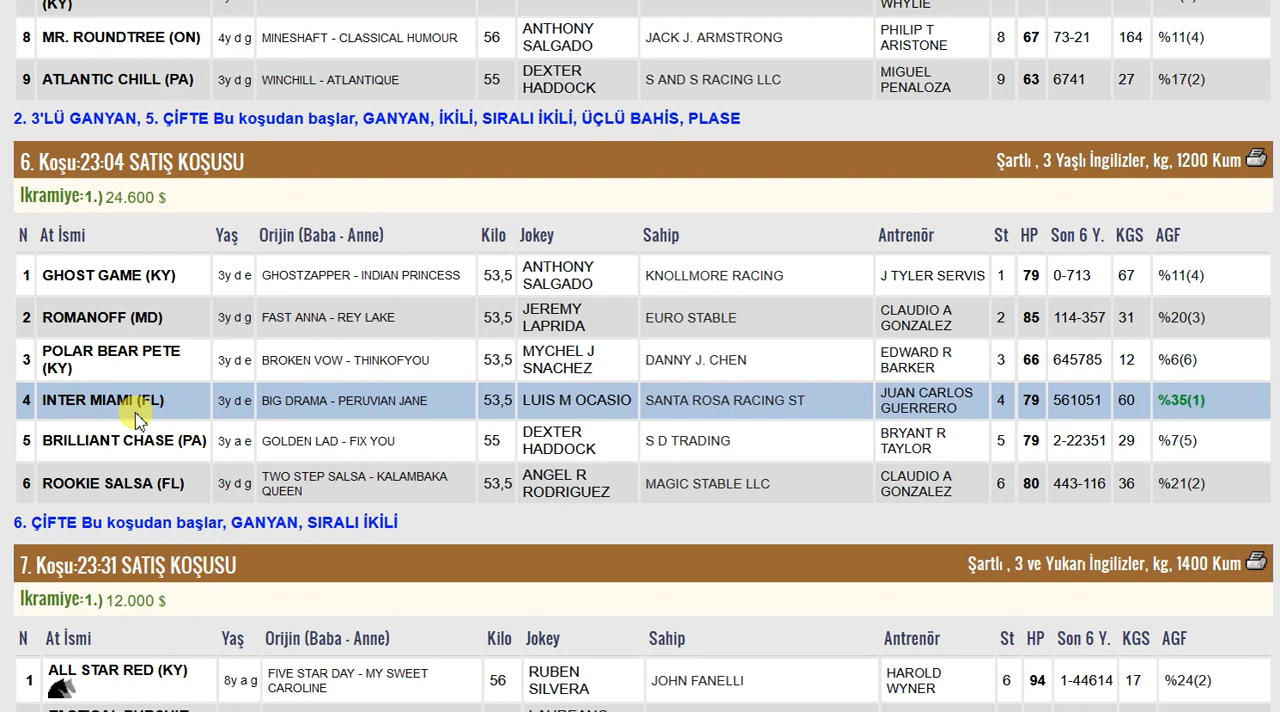 (KY)
WHYLIE
8 MR. ROUNDTREE (ON) 4y d g MINESHAFT - CLASSICAL HUMOUR 56 ANTHONY SALGADO JACK J. ARMSTRONG PHILIP T ARISTONE 8 67 73-21 164 %11(4)
9 ATLANTIC CHILL (PA) 3y d g WINCHILL - ATLANTIQUE 55 DEXTER HADDOCK S AND S RACING LLC MIGUEL PENALOZA 9 63 6741 27 %17(2)
2. 3'LÜ GANYAN, 5. ÇİFTE Bu koşudan başlar, GANYAN, İKİLİ, SIRALI İKİLİ, ÜÇLÜ BAHİS, PLASE
6. Koşu:23:04 SATIŞ KOŞUSU Şartlı , 3 Yaşlı İngilizler, kg, 1200 Kum
İkramiye:1.) 24.600 $
N At İsmi Yaş Orijin (Baba - Anne) Kilo Jokey Sahip Antrenör St HP Son 6 Y. KGS AGF
1 GHOST GAME (KY) 3y d e GHOSTZAPPER - INDIAN PRINCESS 53,5 ANTHONY SALGADO KNOLLMORE RACING J TYLER SERVIS 1 79 0-713 67 %11(4)
2 ROMANOFF (MD) 3y d g FAST ANNA - REY LAKE 53,5 JEREMY LAPRIDA EURO STABLE CLAUDIO A GONZALEZ 2 85 114-357 31 %20(3)
3 POLAR BEAR PETE (KY) 3y d e BROKEN VOW - THINKOFYOU 53,5 MYCHEL J SNACHEZ DANNY J. CHEN EDWARD R BARKER 3 66 645785 12 %6(6)
4 INTER MIAMI (FL) 3y d e BIG DRAMA - PERUVIAN JANE 53,5 LUIS M OCASIO SANTA ROSA RACING ST JUAN CARLOS GUERRERO 4 79 561051 60 %35(1)
5 BRILLIANT CHASE (PA) 3y a e GOLDEN LAD - FIX YOU 55 DEXTER HADDOCK S D TRADING BRYANT R TAYLOR 5 79 2-22351 29 %7(5)
6 ROOKIE SALSA (FL) 3y d g TWO STEP SALSA - KALAMBAKA QUEEN 53,5 ANGEL R RODRIGUEZ MAGIC STABLE LLC CLAUDIO A GONZALEZ 6 80 443-116 36 %21(2)
6. ÇİFTE Bu koşudan başlar, GANYAN, SIRALI İKİLİ
7. Koşu:23:31 SATIŞ KOŞUSU Şartlı , 3 ve Yukarı İngilizler, kg, 1400 Kum
İkramiye:1.) 12.000 $
N At İsmi Yaş Orijin (Baba - Anne) Kilo Jokey Sahip Antrenör St HP Son 6 Y. KGS AGF
1 ALL STAR RED (KY) 8y a g FIVE STAR DAY - MY SWEET CAROLINE 56 RUBEN SILVERA JOHN FANELLI HAROLD WYNER 6 94 1-44614 17 %24(2)